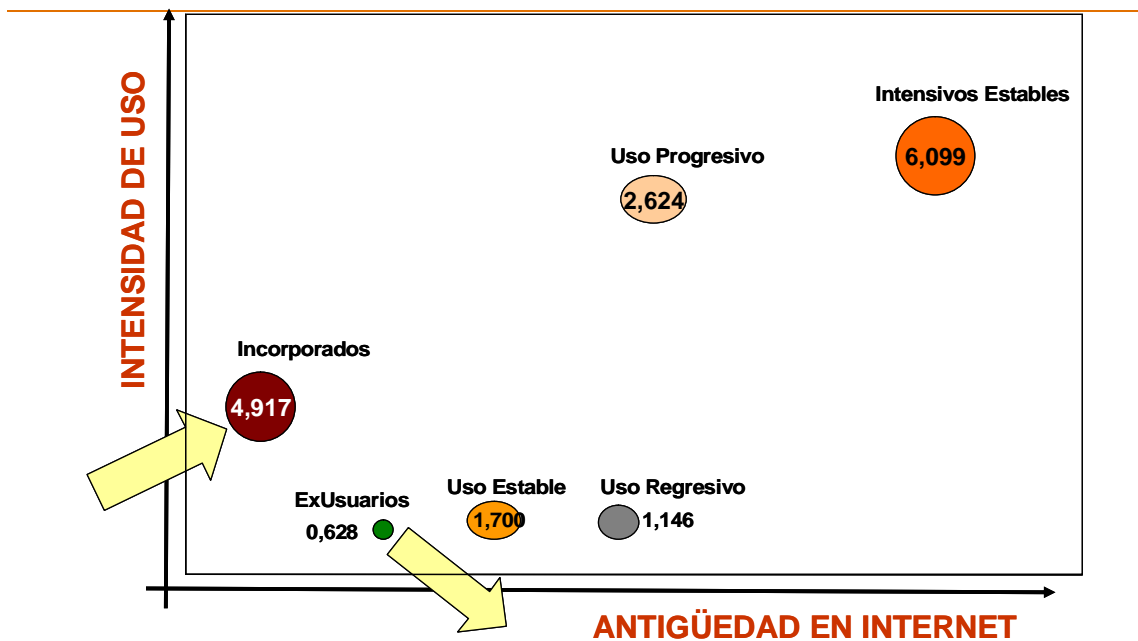 INTENSIDAD DE USO
Intensivos Estables
6,099
Uso Progresivo
2,624
Incorporados
4,917
ExUsuarios
0,628
Uso Estable
1,700
Uso Regresivo
1,146
ANTIGÜEDAD EN INTERNET